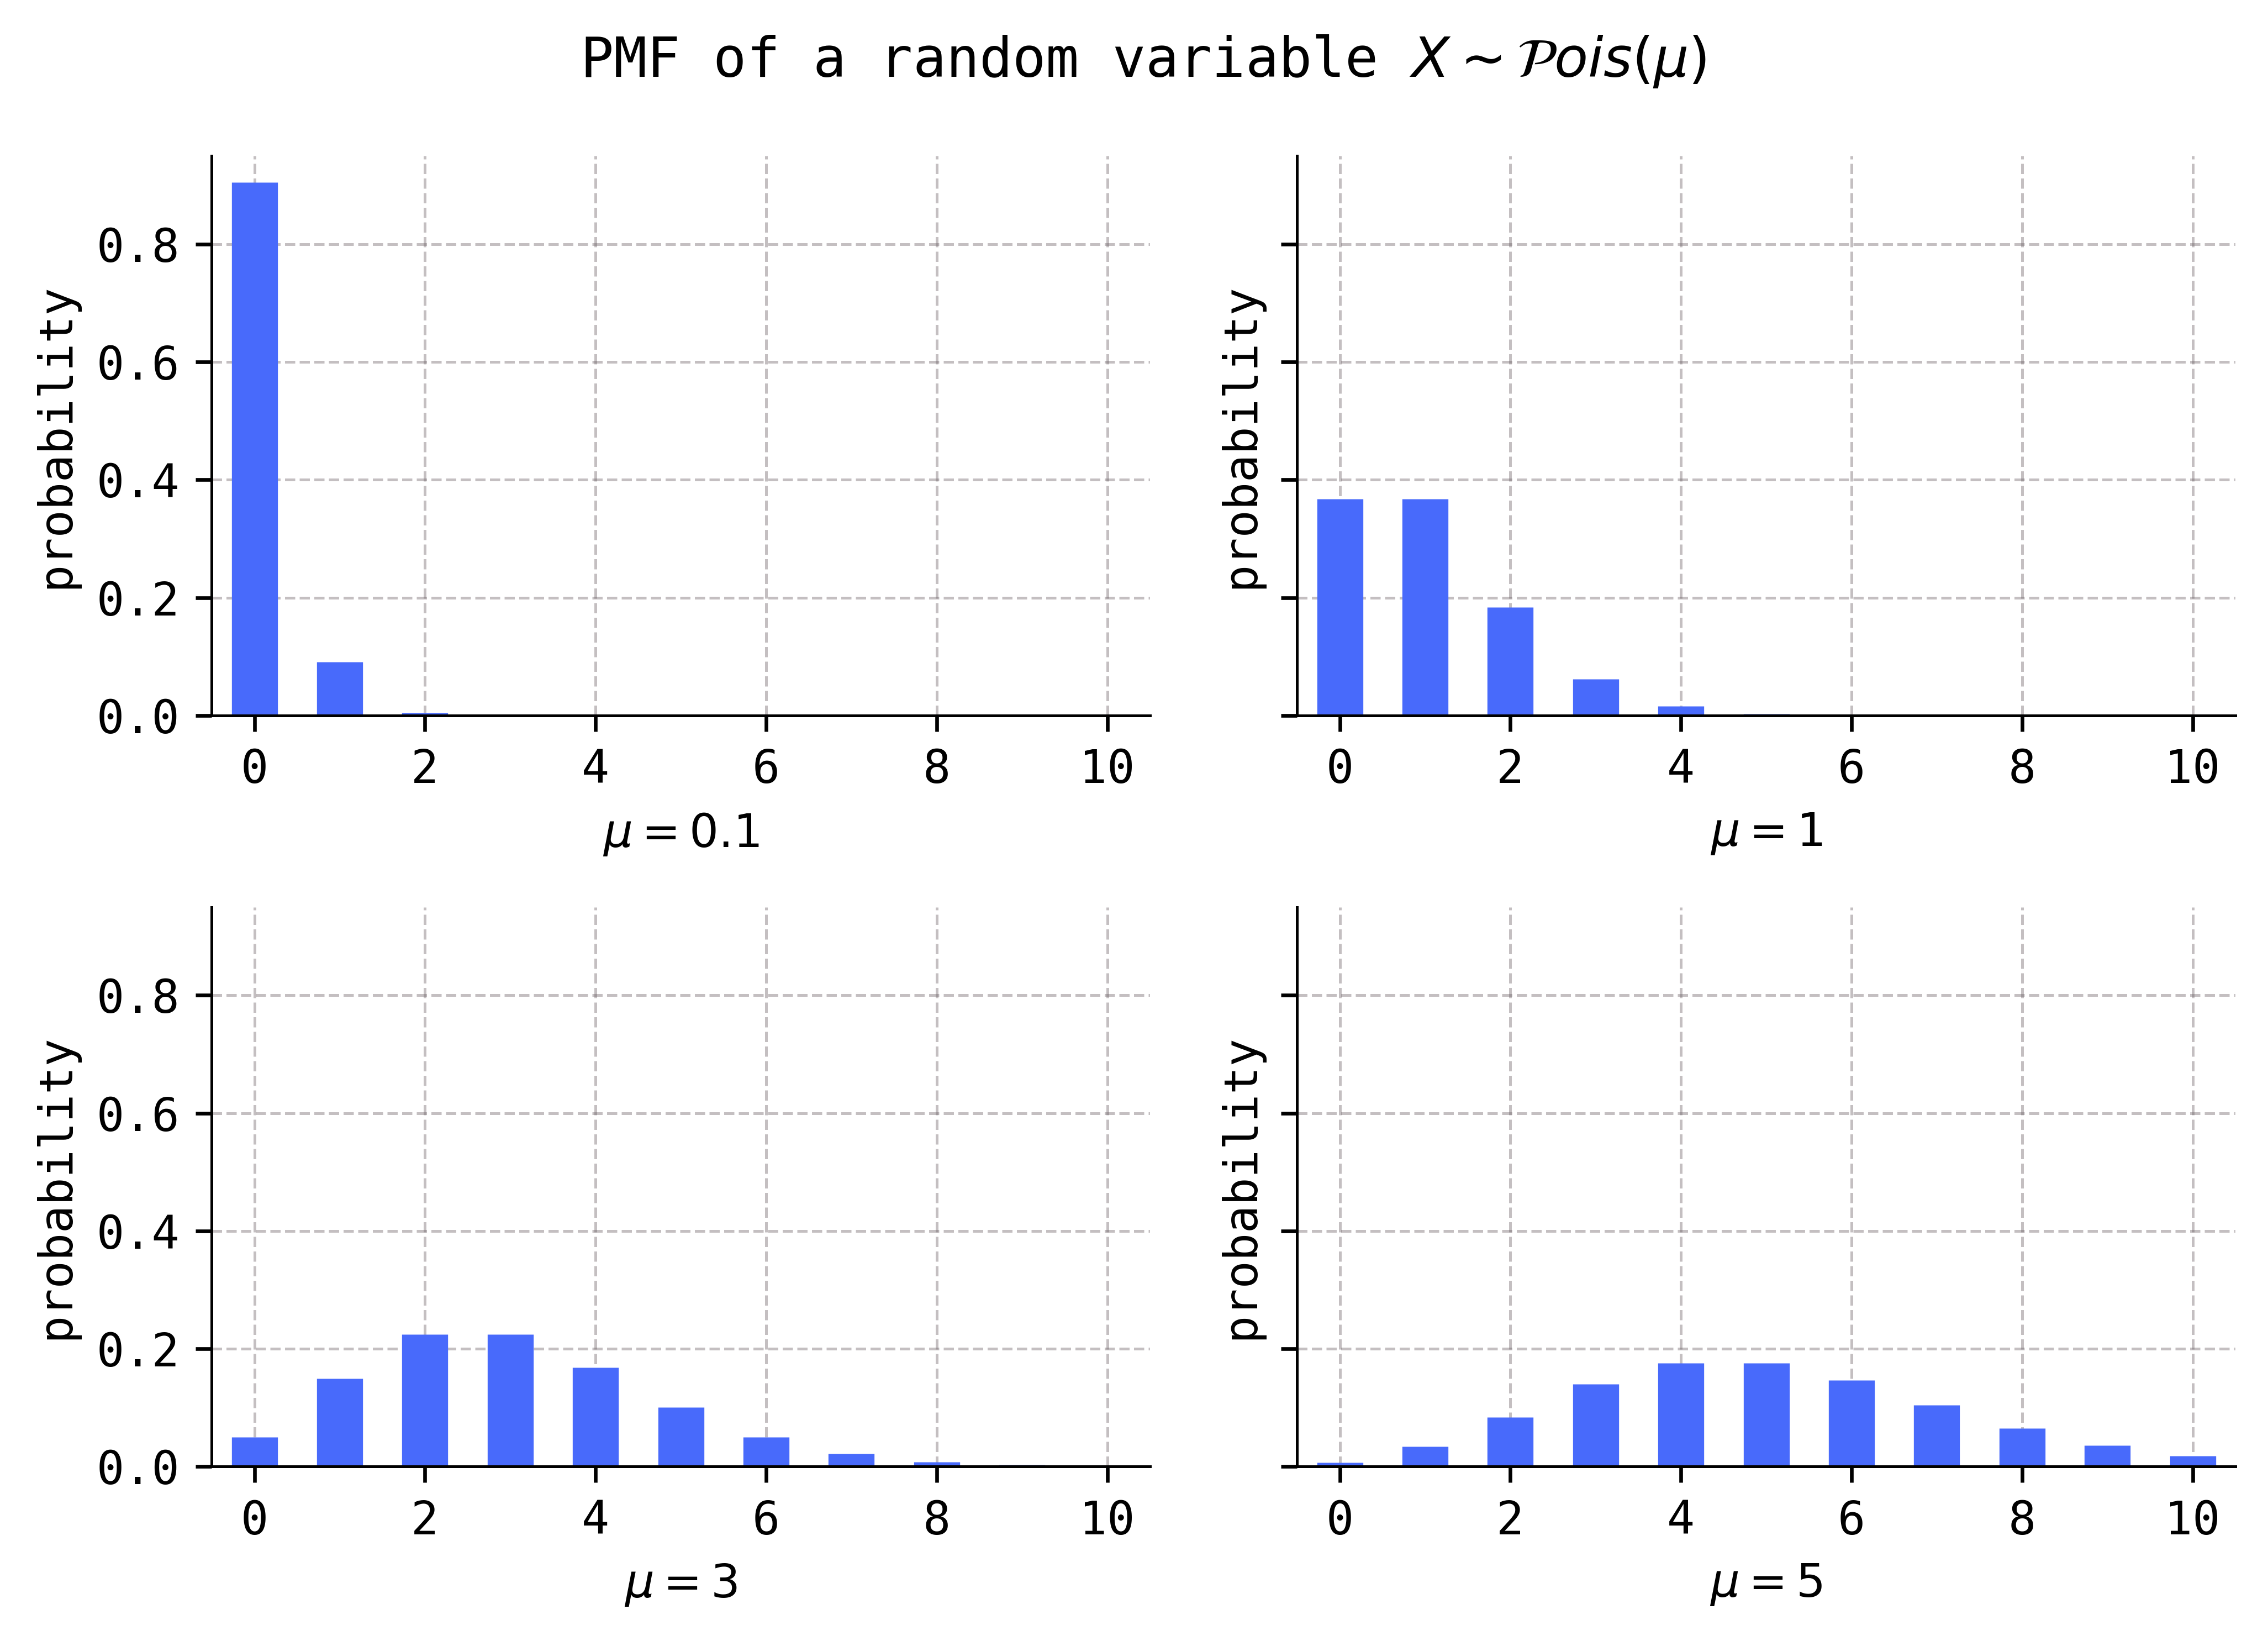 PMF of a random variable X ~ 𝒫ois(μ)
probability
0.8
0.6
0.4
0.2
0.0
0 2 4 6 8 10
μ = 0.1
probability
0 2 4 6 8 10
μ = 1
probability
0.8
0.6
0.4
0.2
0.0
0 2 4 6 8 10
μ = 3
probability
0 2 4 6 8 10
μ = 5